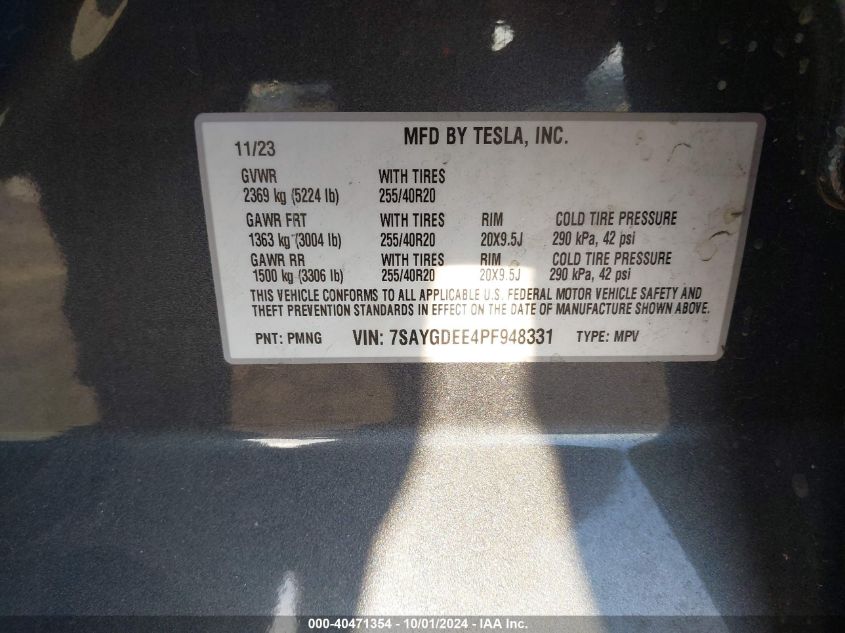 MFD BY TESLA, INC.
11/23
GVWR WITH TIRES
2369 kg (5224 lb) 255/40R20
GAWR FRT WITH TIRES RIM COLD TIRE PRESSURE
1363 kg (3004 lb) 255/40R20 20X9.5J 290 kPa, 42 psi
GAWR RR WITH TIRES RIM COLD TIRE PRESSURE
1500 kg (3306 lb) 255/40R20 20X9.5J 290 kPa, 42 psi
THIS VEHICLE CONFORMS TO ALL APPLICABLE U.S. FEDERAL MOTOR VEHICLE SAFETY AND
THEFT PREVENTION STANDARDS IN EFFECT ON THE DATE OF MANUFACTURE SHOWN ABOVE.
PNT: PMNG VIN: 7SAYGDEE4PF948331 TYPE: MPV
000-40471354 - 10/01/2024 - IAA Inc.